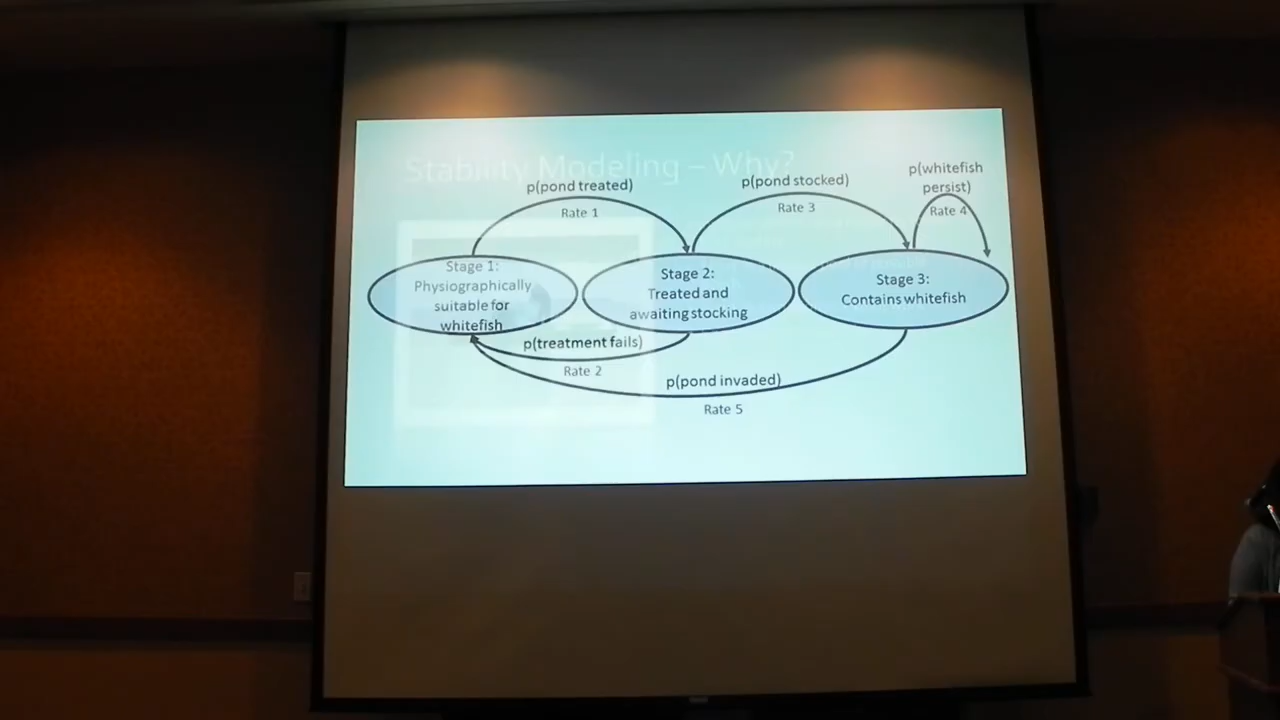 Stability Modeling – Why?
p(pond treated)
Rate 1
p(pond stocked)
Rate 3
p(whitefish
persist)
Rate 4
Stage 1:
Physiographically
suitable for
whitefish
Stage 2:
Treated and
awaiting stocking
Stage 3:
Contains whitefish
p(treatment fails)
Rate 2
p(pond invaded)
Rate 5